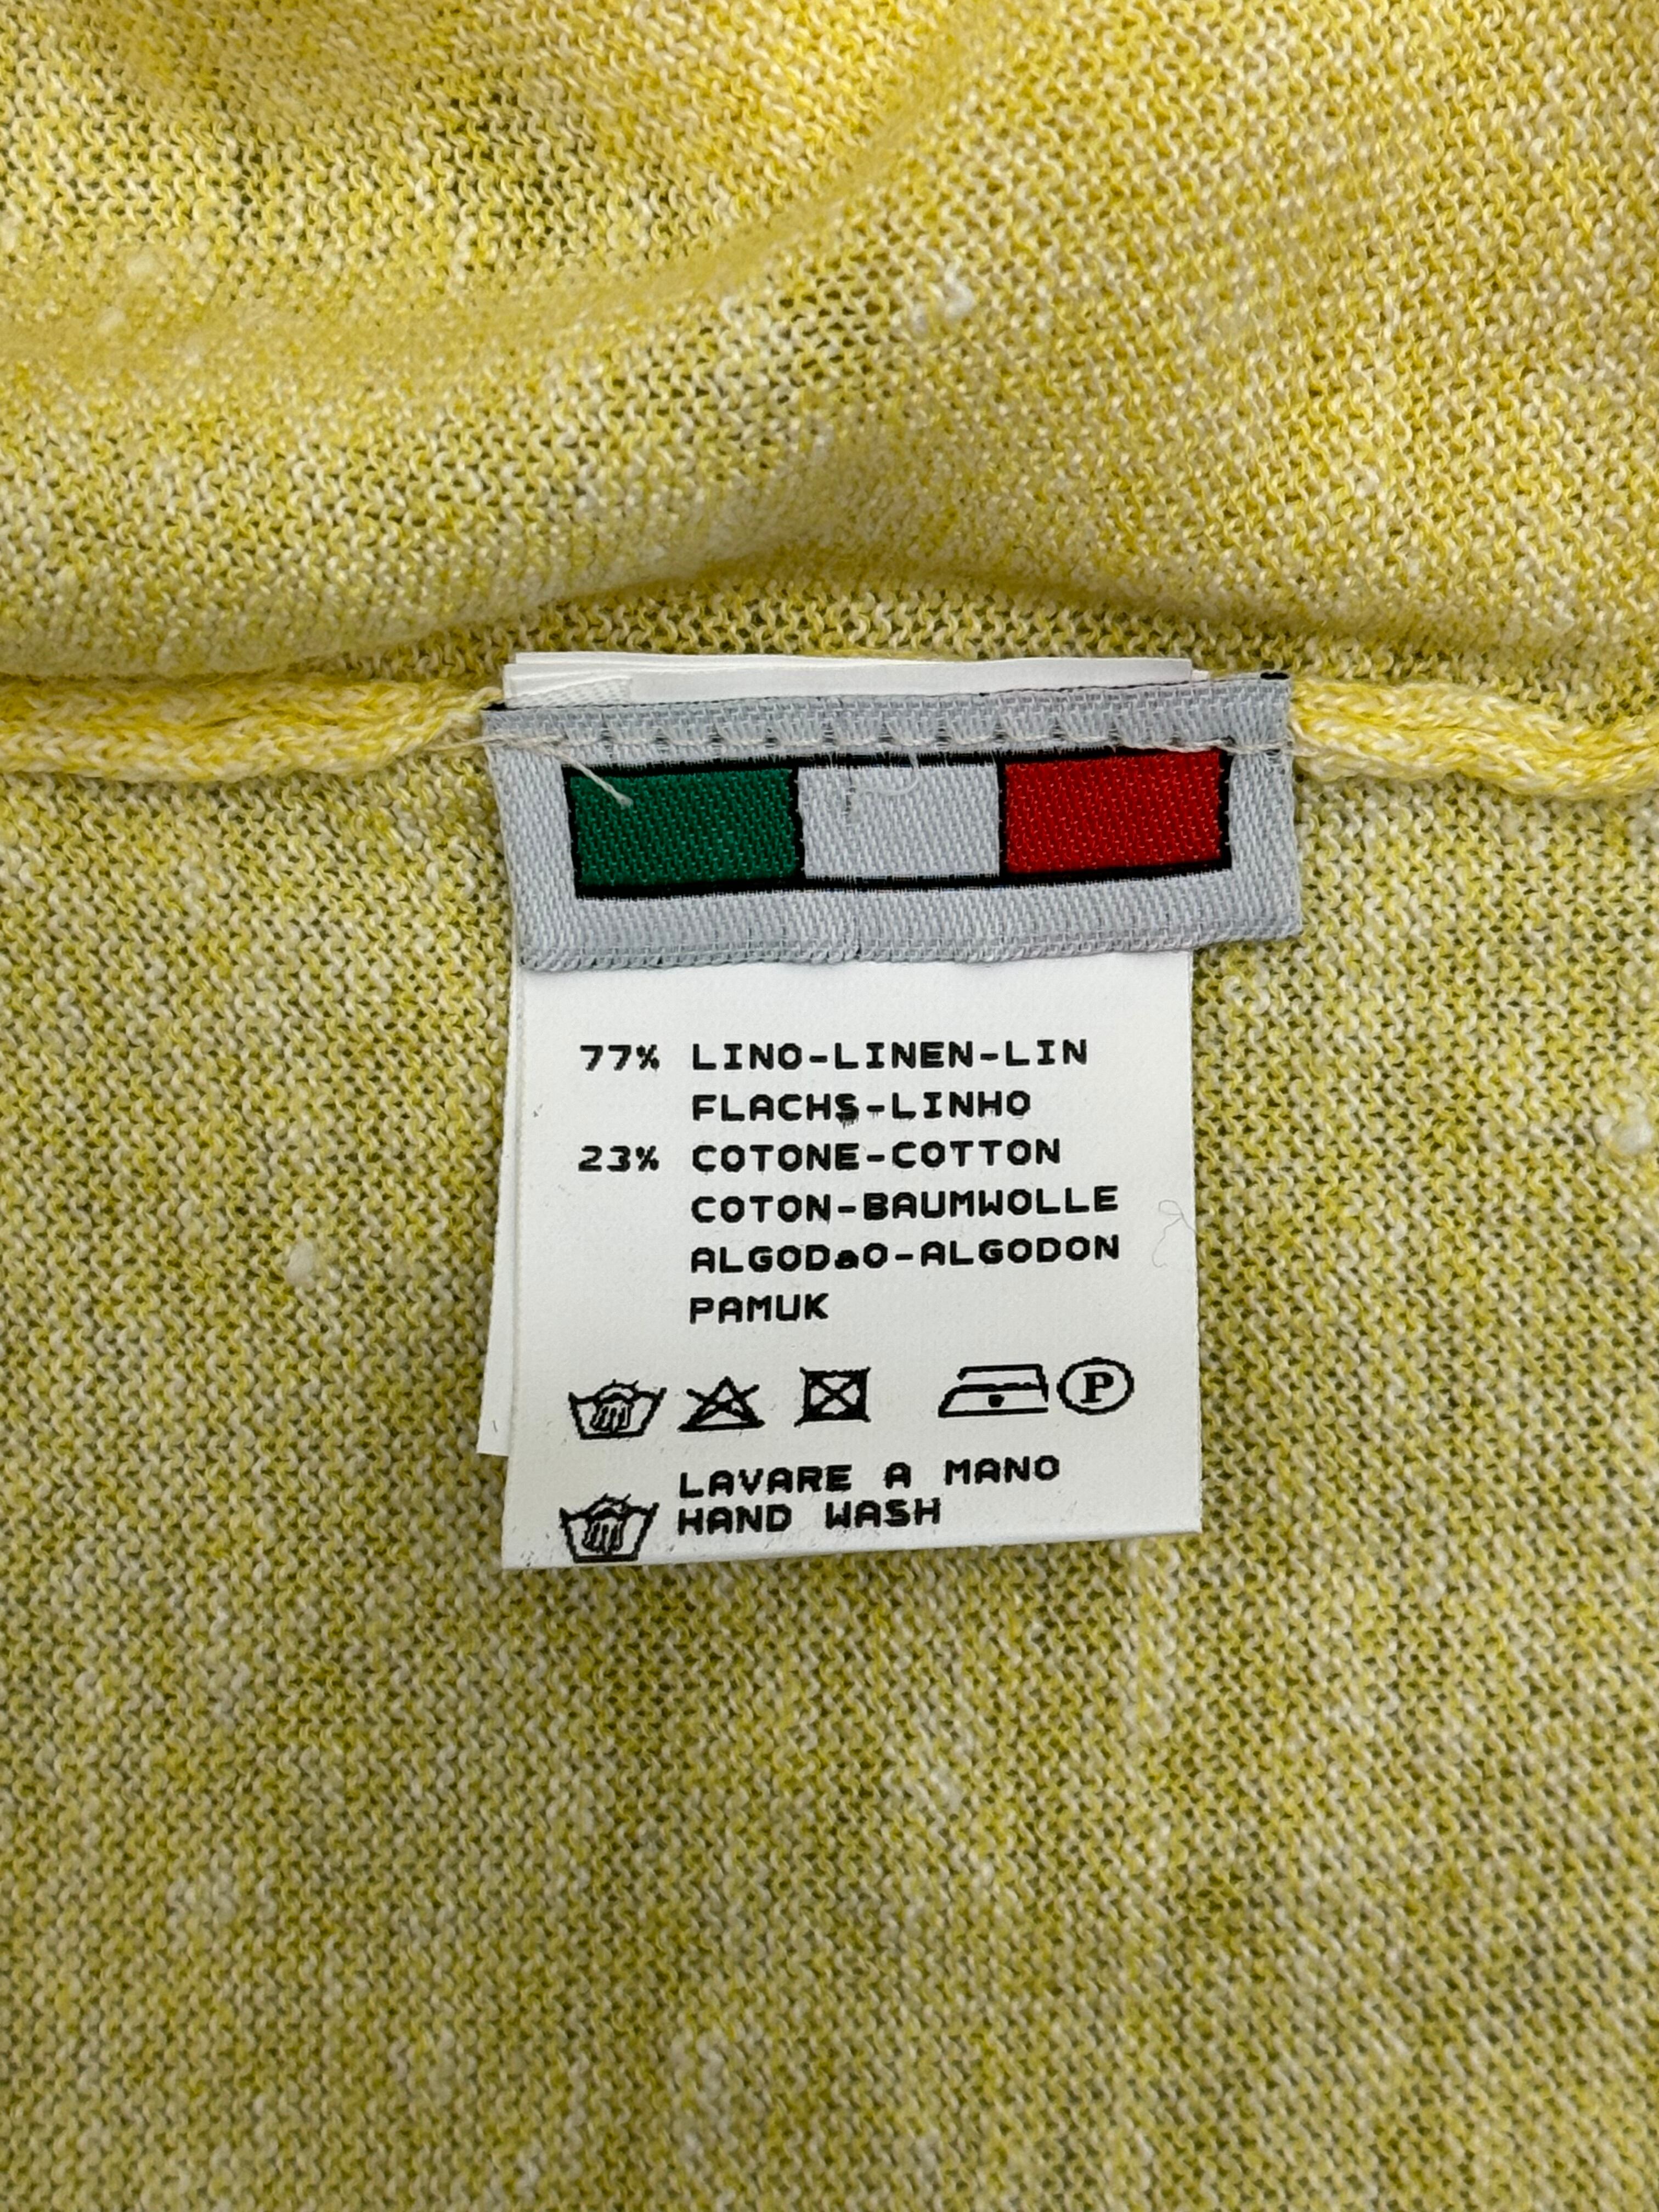 77% LINO-LINEN-LIN
FLACHS-LINHO
23% COTONE-COTTON
COTON-BAUMWOLLE
ALGODaO-ALGODON
PAMUK
P
LAVARE A MANO
HAND WASH